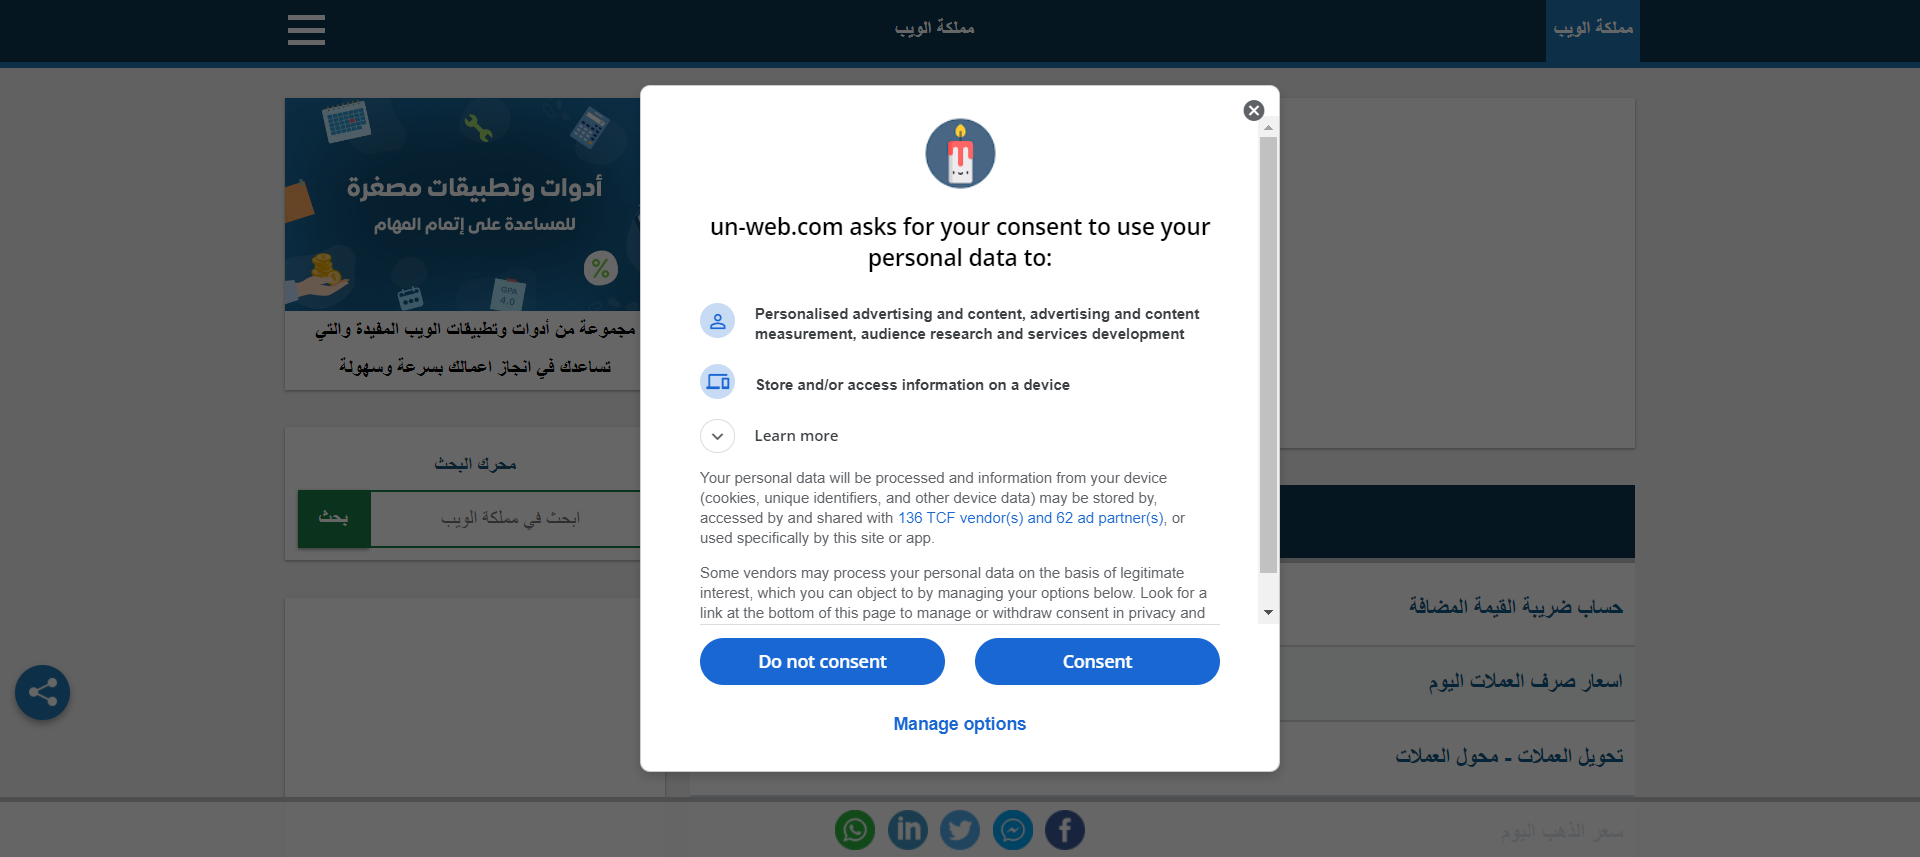 مملكة الويب
مملكة الويب
أدوات وتطبيقات مصغرة
للمساعدة على إتمام المهام
GPA
4.0
مجموعة من أدوات وتطبيقات الويب المفيدة والتي
تساعدك في انجاز اعمالك بسرعة وسهولة
محرك البحث
ابحث في مملكة الويب
بحث
un-web.com asks for your consent to use your
personal data to:
Personalised advertising and content, advertising and content
measurement, audience research and services development
Store and/or access information on a device
Learn more
Your personal data will be processed and information from your device
(cookies, unique identifiers, and other device data) may be stored by,
accessed by and shared with 136 TCF vendor(s) and 62 ad partner(s), or
used specifically by this site or app.
Some vendors may process your personal data on the basis of legitimate
interest, which you can object to by managing your options below. Look for a
link at the bottom of this page to manage or withdraw consent in privacy and
Do not consent
Consent
Manage options
حساب ضريبة القيمة المضافة
اسعار صرف العملات اليوم
تحويل العملات - محول العملات
سعر الذهب اليوم